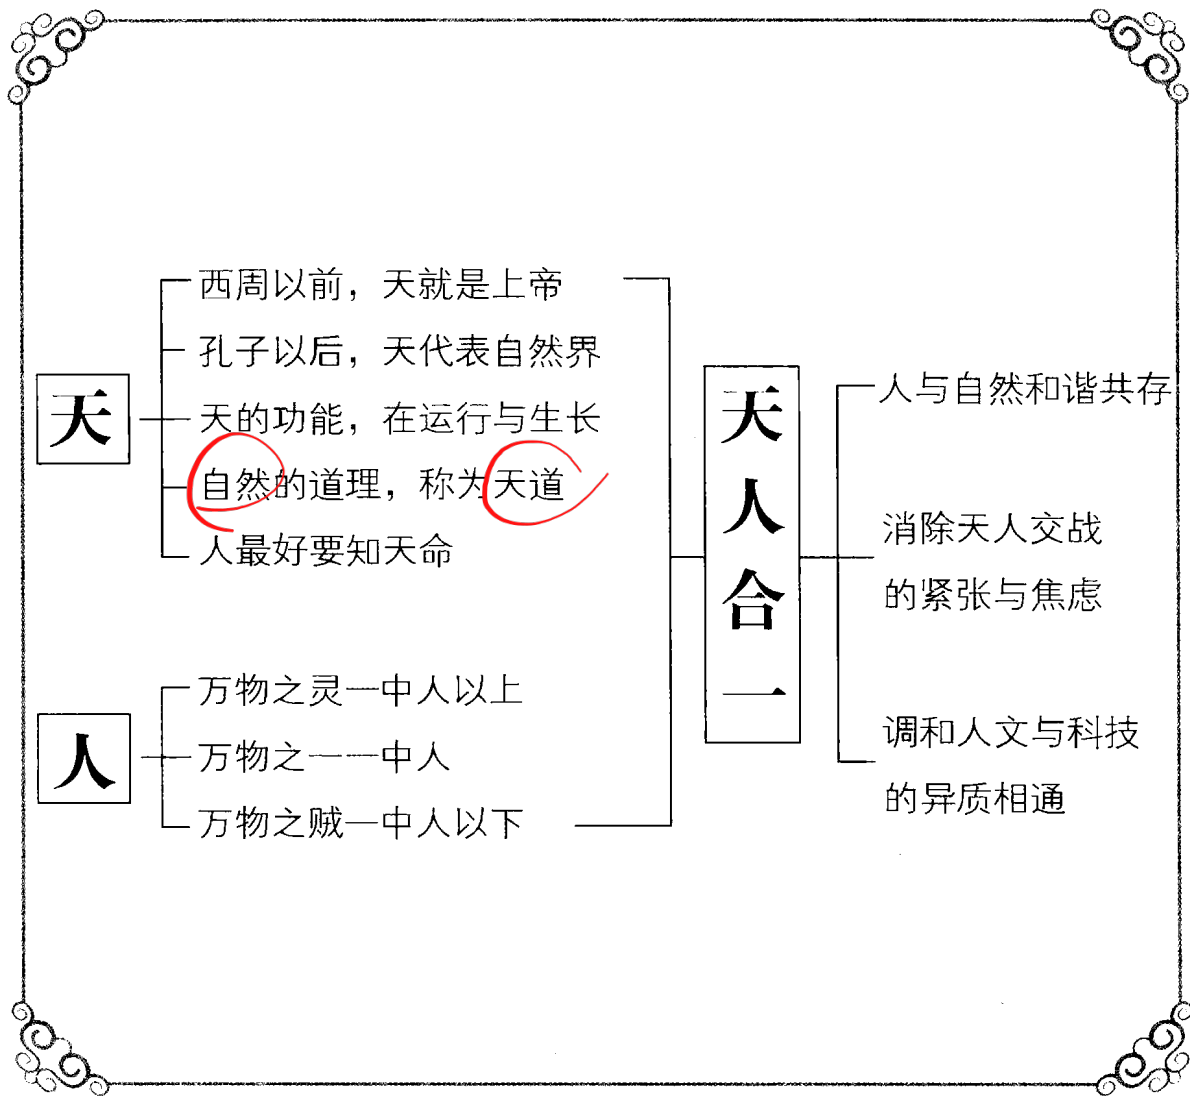 天
西周以前，天就是上帝
孔子以后，天代表自然界
天的功能，在运行与生长
自然的道理，称为天道
人最好要知天命
人
万物之灵—中人以上
万物之一—中人
万物之贼—中人以下
天人合一
人与自然和谐共存
消除天人交战
的紧张与焦虑
调和人文与科技
的异质相通